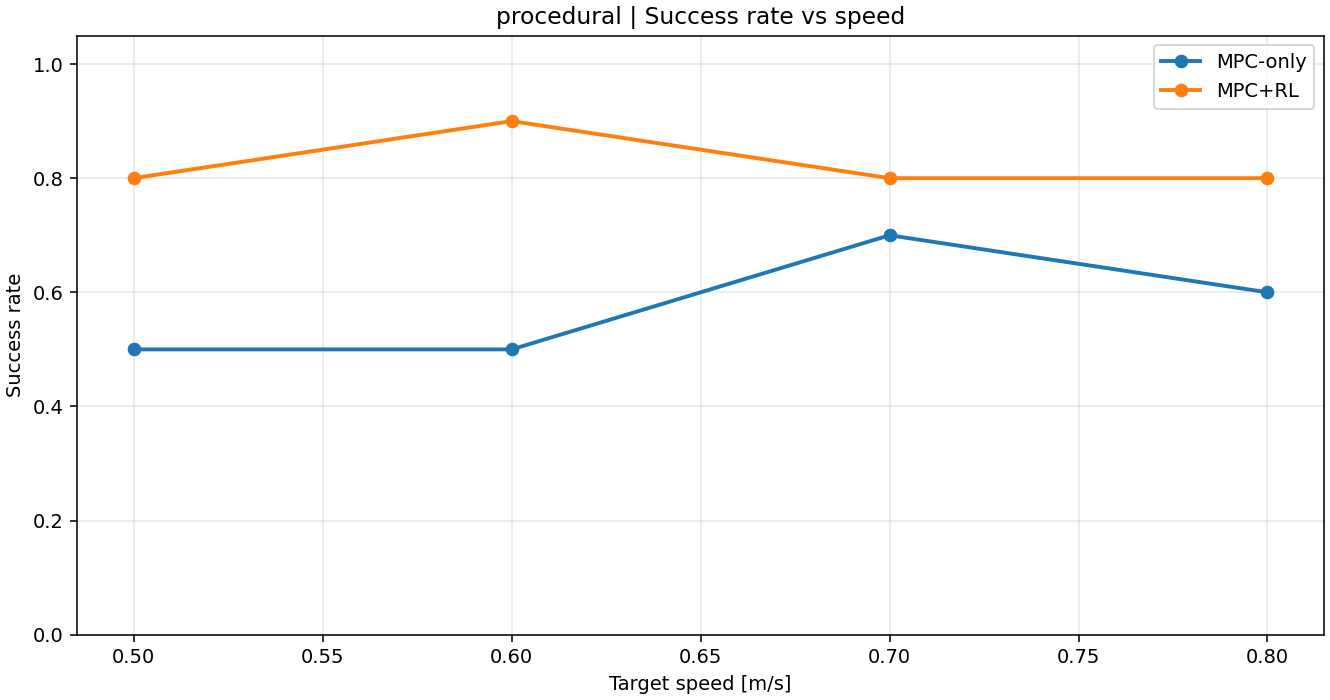 procedural | Success rate vs speed
MPC-only
MPC+RL
Success rate
1.0
0.8
0.6
0.4
0.2
0.0
0.50 0.55 0.60 0.65 0.70 0.75 0.80
Target speed [m/s]